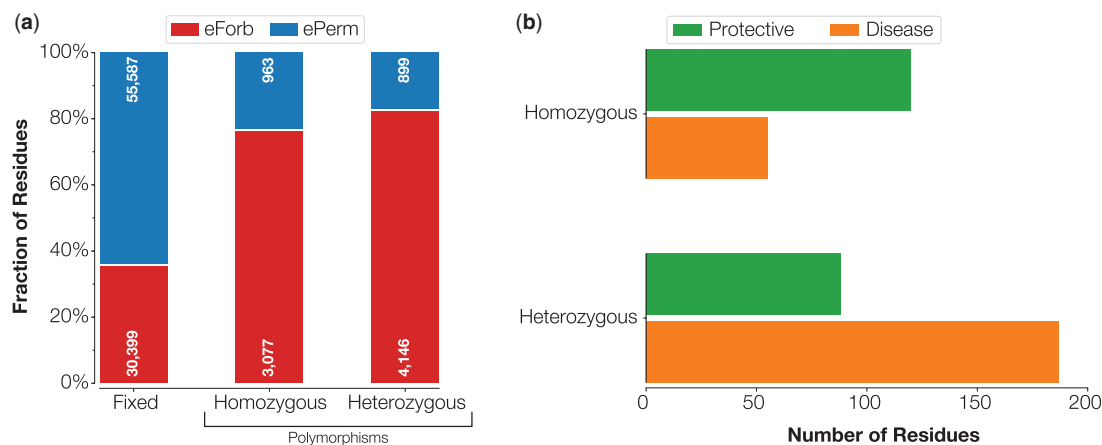 (a)
eForb
ePerm
100%
80%
60%
40%
20%
0%
Fraction of Residues
55,587
30,399
963
3,077
899
4,146
Fixed
Homozygous
Heterozygous
Polymorphisms
(b)
Protective
Disease
Homozygous
Heterozygous
0
50
100
150
200
Number of Residues